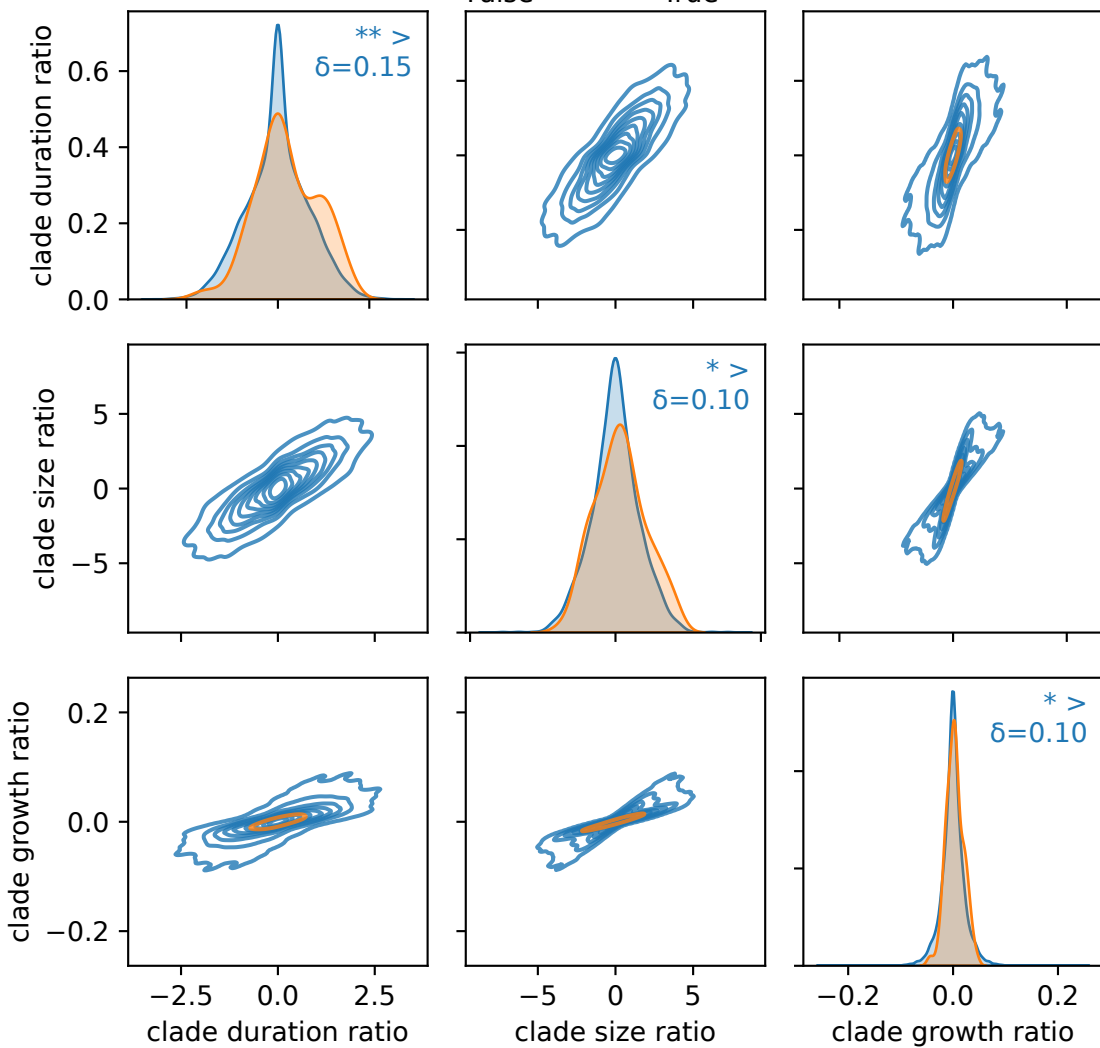 True
clade duration ratio
0.6
0.4
0.2
0.0
** >
δ=0.15
clade size ratio
5
0
−5
* >
δ=0.10
clade growth ratio
0.2
0.0
−0.2
* >
δ=0.10
−2.5 0.0 2.5
−5 0 5
−0.2 0.0 0.2
clade duration ratio
clade size ratio
clade growth ratio